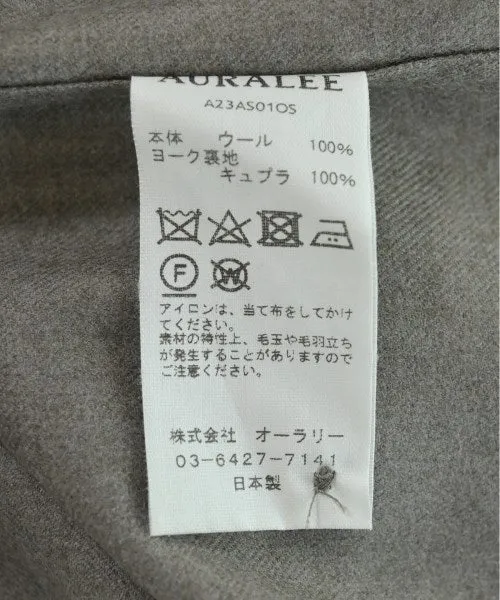 AURALEE
A23AS01OS
本体 ウール 100%
ヨーク裏地
キュプラ 100%
F W
アイロンは、当て布をしてかけ
てください。
素材の特性上、毛玉や毛羽立ち
が発生することがありますので
ご注意ください。
株式会社 オーラリー
03-6427-7141
日本製